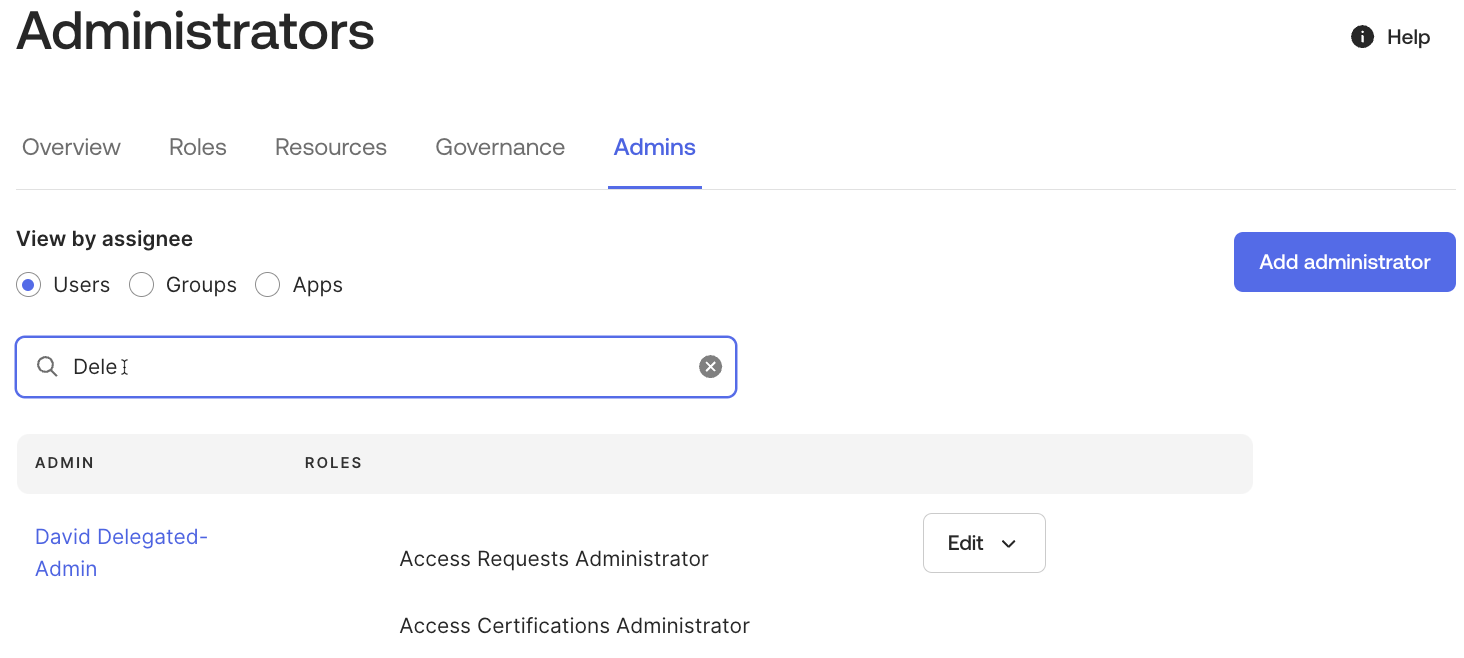 Administrators
Help
Overview Roles Resources Governance Admins
View by assignee
Users Groups Apps
Add administrator
Dele
ADMIN ROLES
David Delegated-
Admin
Access Requests Administrator
Edit
Access Certifications Administrator